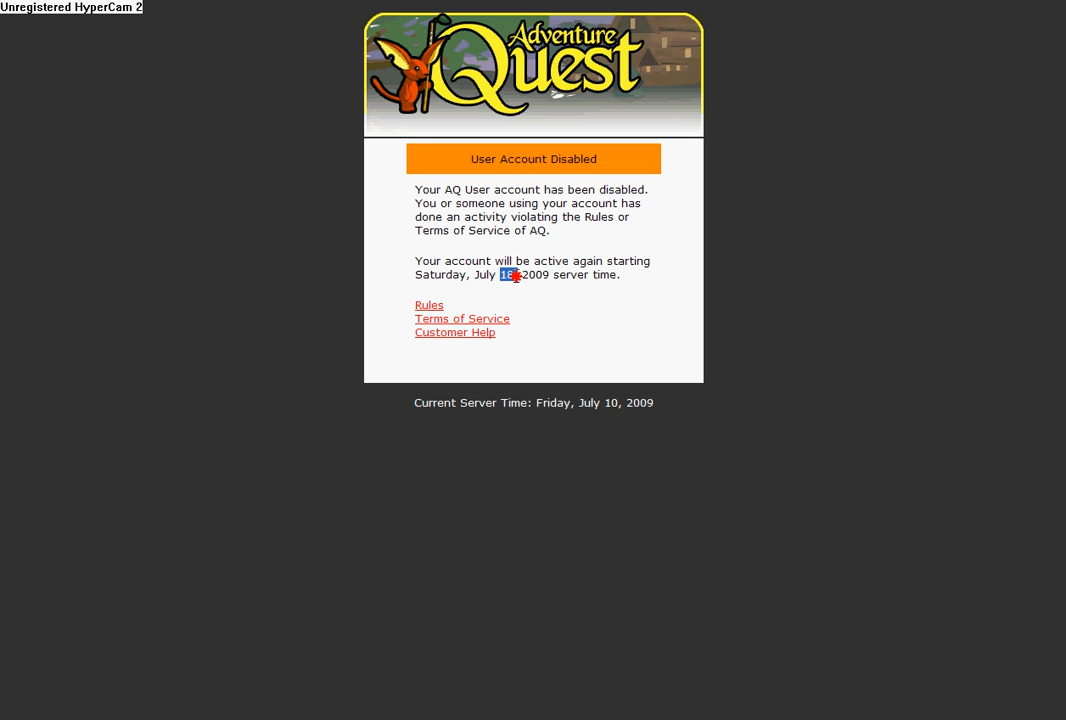 Unregistered HyperCam 2
Adventure
Quest
User Account Disabled
Your AQ User account has been disabled.
You or someone using your account has
done an activity violating the Rules or
Terms of Service of AQ.
Your account will be active again starting
Saturday, July 18, 2009 server time.
Rules
Terms of Service
Customer Help
Current Server Time: Friday, July 10, 2009